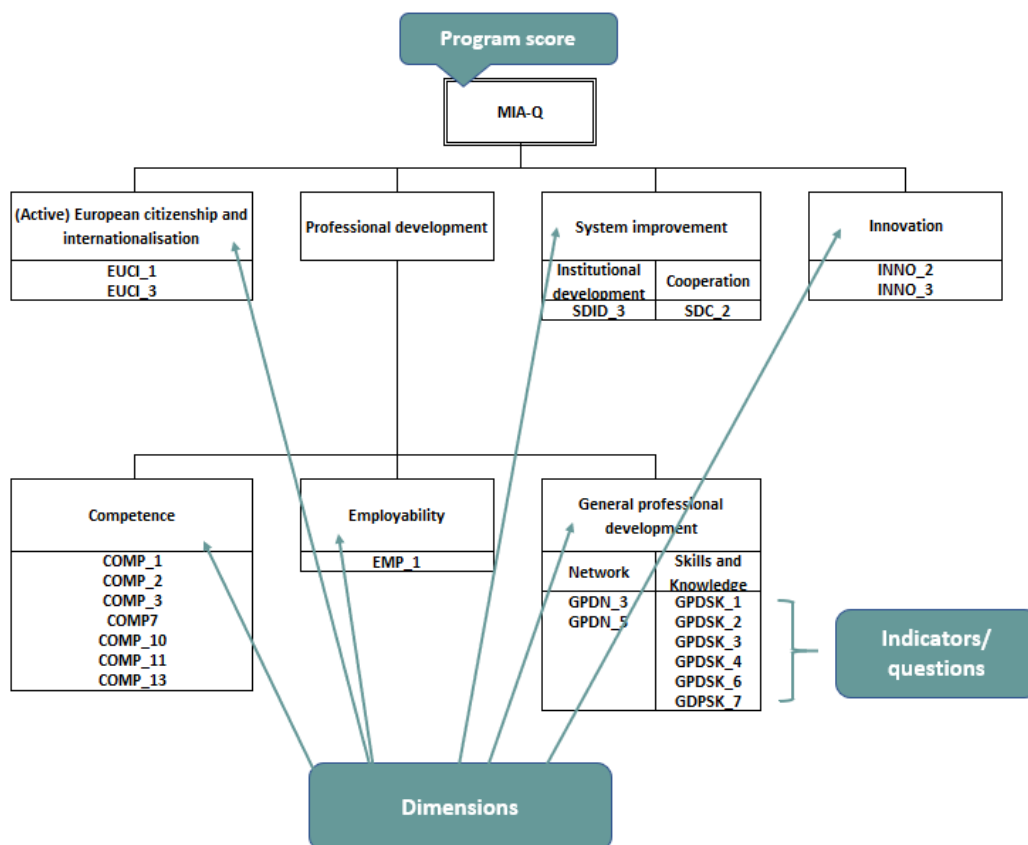 Program score
MIA-Q
(Active) European citizenship and
internationalisation
EUCI_1
EUCI_3
Professional development
System improvement
Institutional
development
SDID_3
Cooperation
SDC_2
Innovation
INNO_2
INNO_3
Competence
COMP_1
COMP_2
COMP_3
COMP7
COMP_10
COMP_11
COMP_13
Employability
EMP_1
General professional
development
Network
GPDN_3
GPDN_5
Skills and
Knowledge
GPDSK_1
GPDSK_2
GPDSK_3
GPDSK_4
GPDSK_6
GDPSK_7
Indicators/
questions
Dimensions